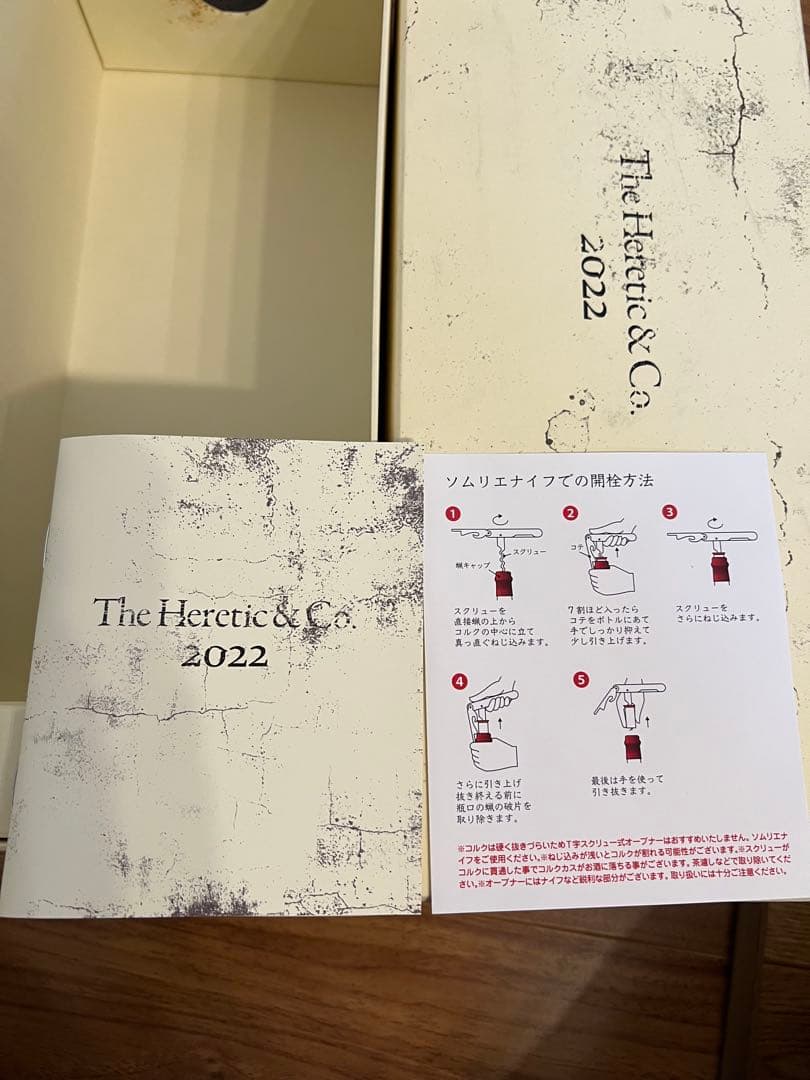 The Heretic & Co.
2022
The Heretic & Co.
2022
ソムリエナイフでの開栓方法
1
スクリュー
蝋キャップ
スクリューを
直接蝋の上から
コルクの中心に立て
真っ直ぐねじ込みます。
2
コテ
7割ほど入ったら
コテをボトルにあて
手でしっかり抑えて
少し引き上げます。
3
スクリューを
さらにねじ込みます。
4
さらに引き上げ
抜き終える前に
瓶口の蝋の破片を
取り除きます。
5
最後は手を使って
引き抜きます。
※コルクは硬く抜きづらいためT字スクリュー式オープナーはおすすめいたしません。ソムリエナ
イフをご使用ください。※ねじ込みが浅いとコルクが割れる可能性がございます。※スクリューが
コルクに貫通した事でコルクカスがお酒に落ちる事がございます。茶漉しなどで取り除いてくだ
さい。※オープナーにはナイフなど鋭利な部分がございます。取り扱いには十分ご注意ください。